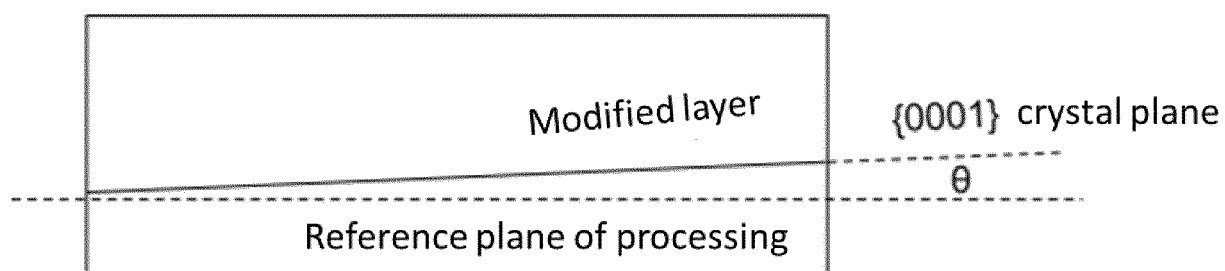 Modified layer
{0001} crystal plane
θ
Reference plane of processing